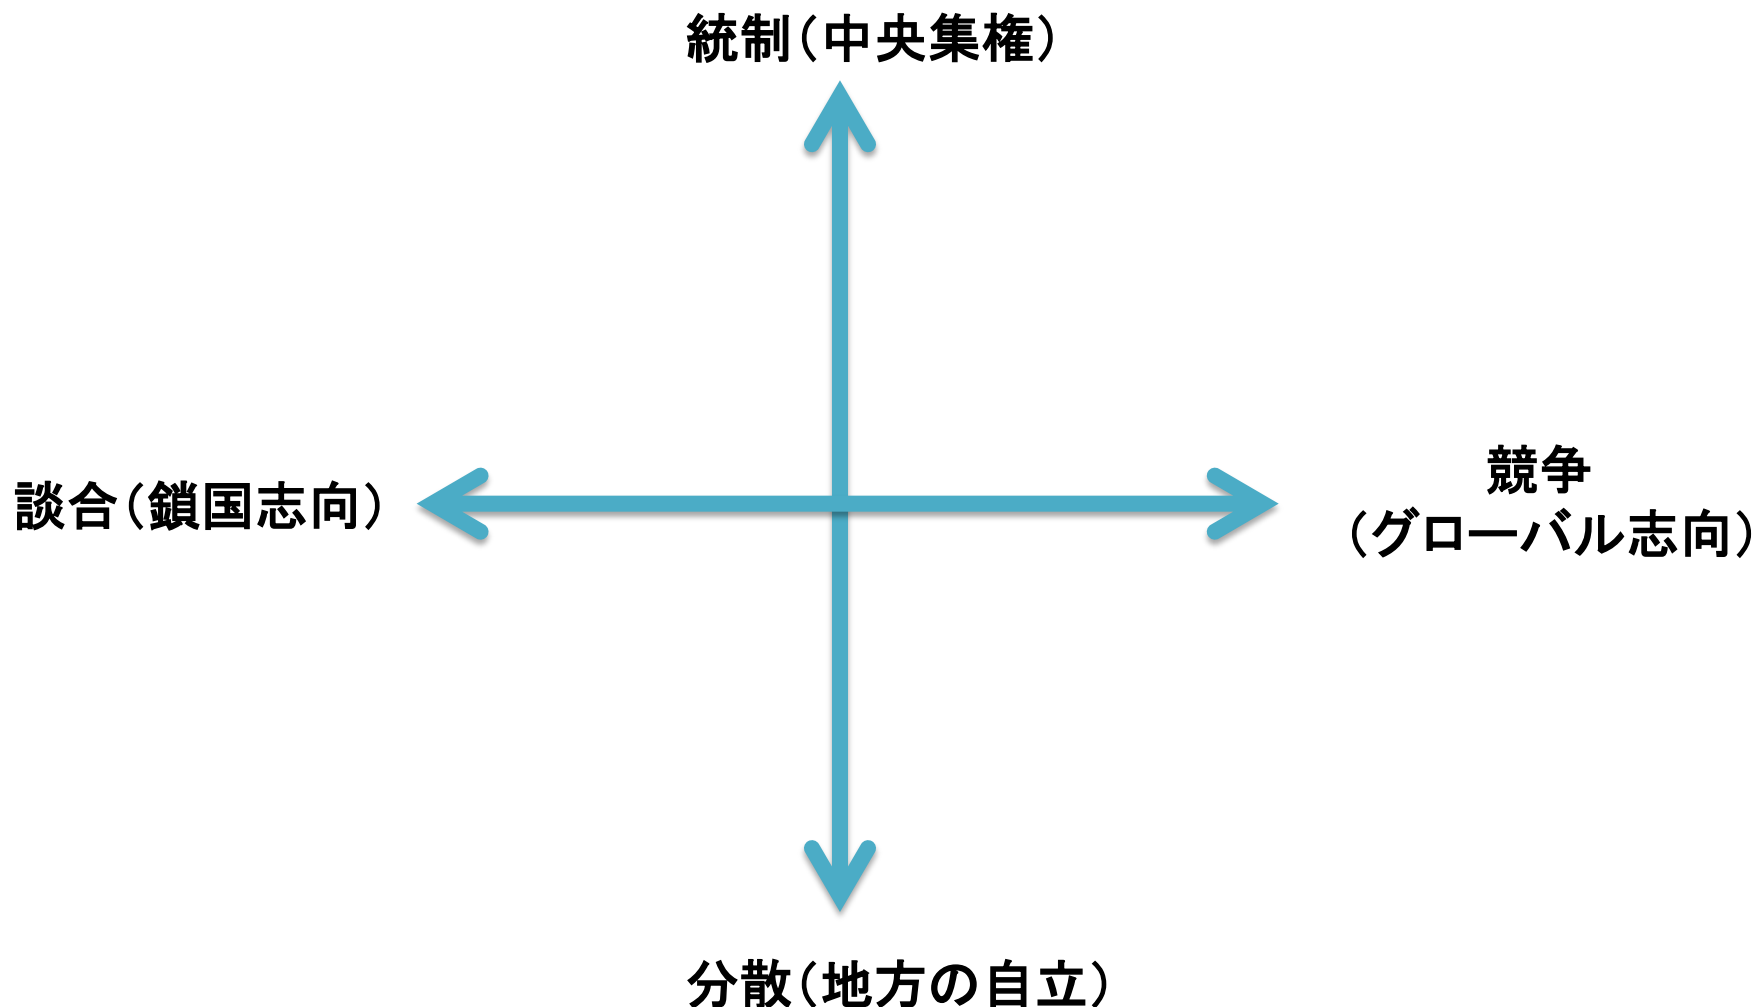 統制（中央集権）
談合（鎖国志向）
競争
（グローバル志向）
分散（地方の自立）